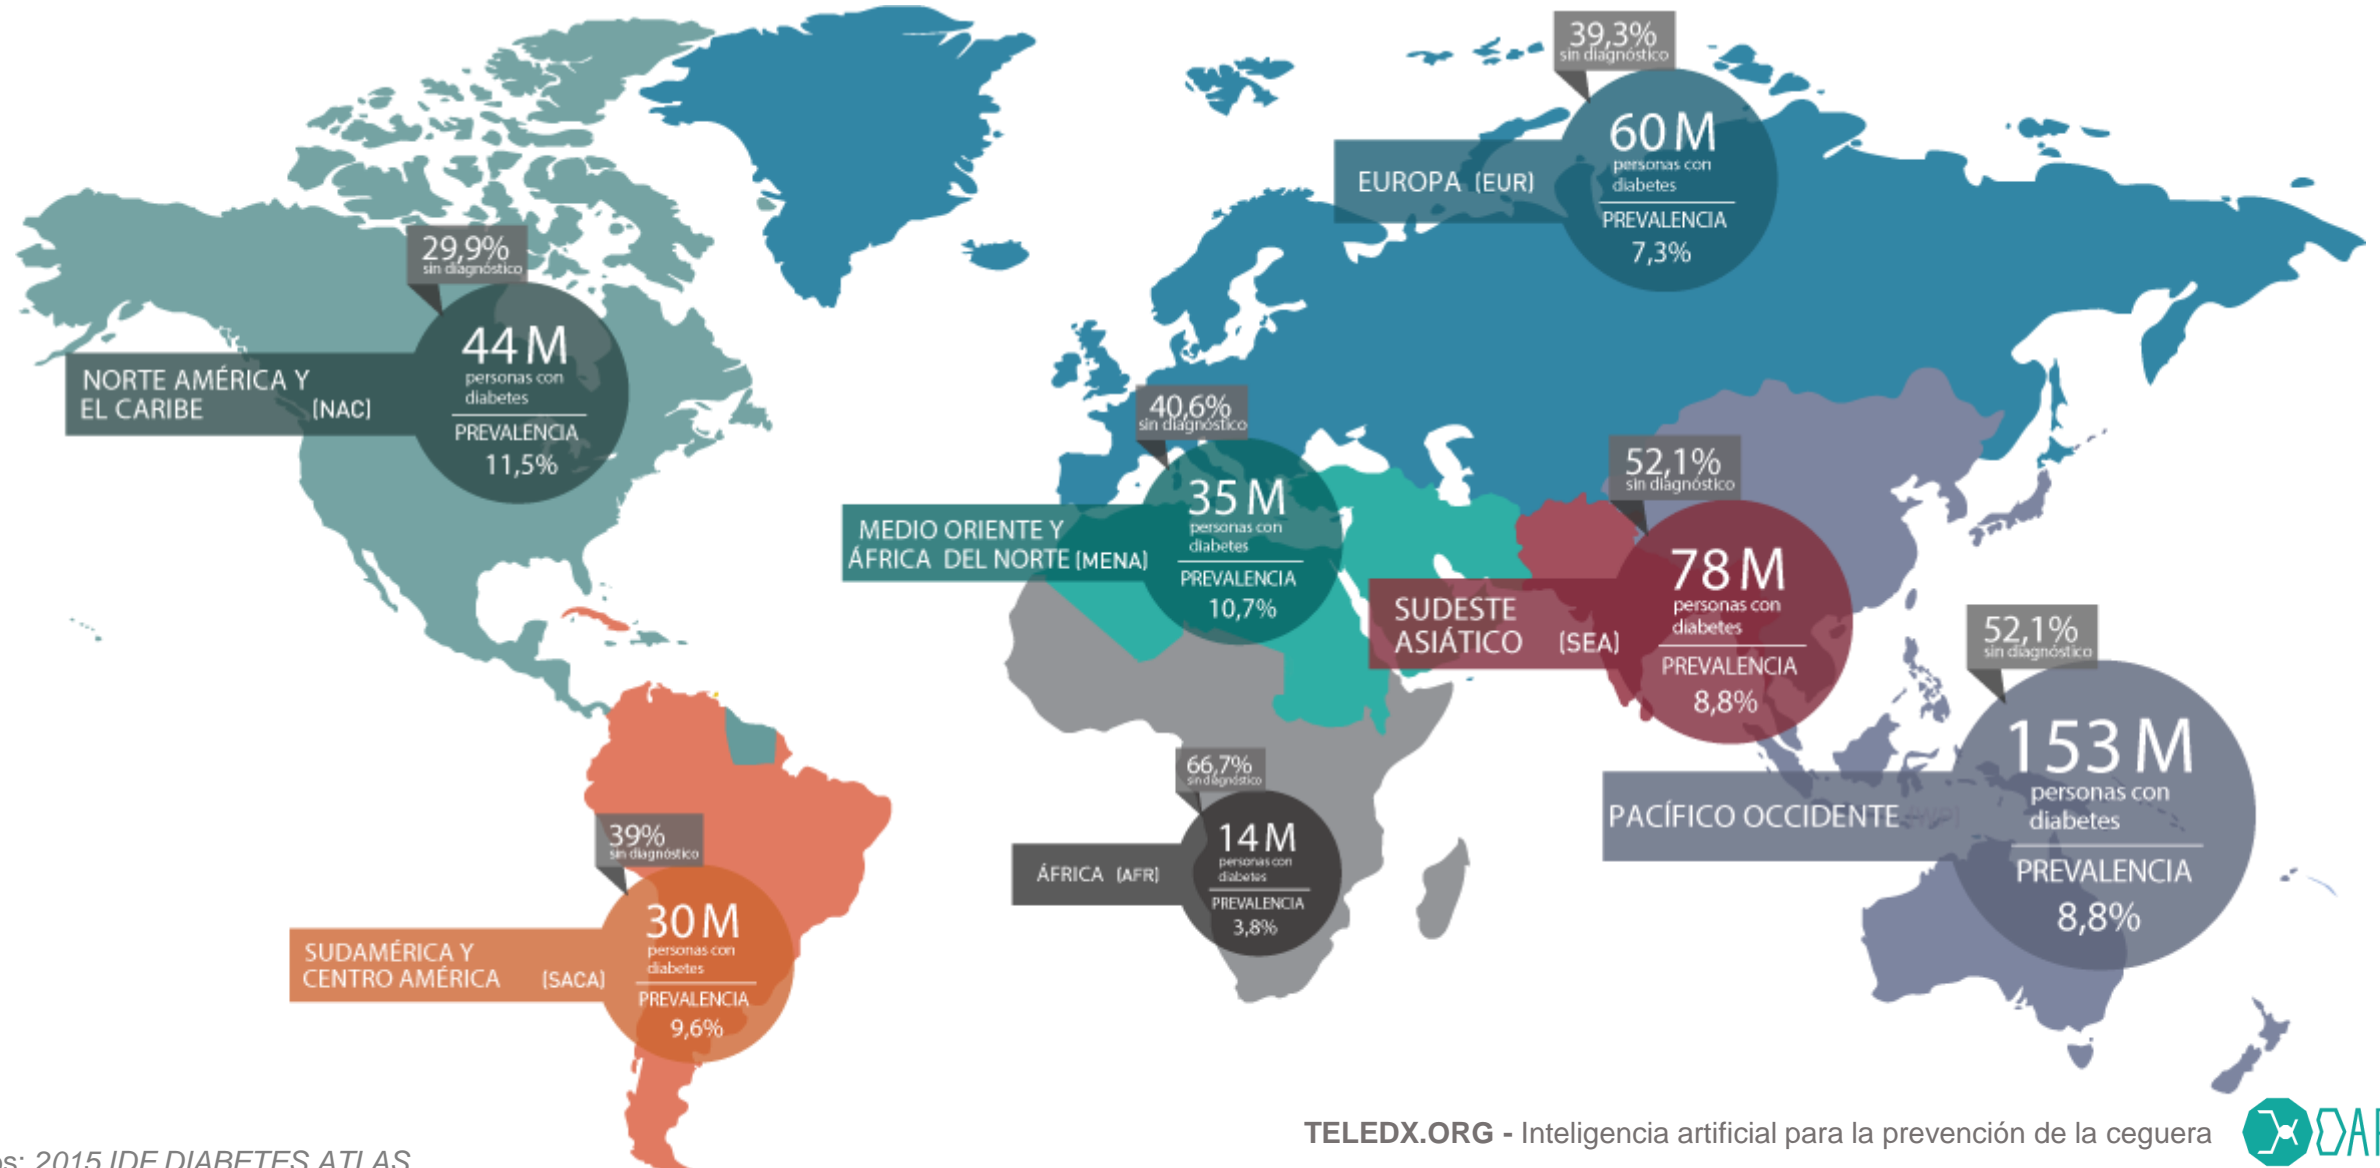 39,3%
sin diagnóstico
60 M
personas con
diabetes
PREVALENCIA
7,3%
EUROPA (EUR)
29,9%
sin diagnóstico
44 M
personas con
diabetes
PREVALENCIA
11,5%
NORTE AMÉRICA Y
EL CARIBE (NAC)
40,6%
sin diagnóstico
35 M
personas con
diabetes
PREVALENCIA
10,7%
MEDIO ORIENTE Y
ÁFRICA DEL NORTE (MENA)
52,1%
sin diagnóstico
78 M
personas con
diabetes
PREVALENCIA
8,8%
SUDESTE
ASIÁTICO (SEA)
52,1%
sin diagnóstico
153 M
personas con
diabetes
PREVALENCIA
8,8%
PACÍFICO OCCIDENTE (WP)
66,7%
sin diagnóstico
14 M
personas con
diabetes
PREVALENCIA
3,8%
ÁFRICA (AFR)
39%
sin diagnóstico
30 M
personas con
diabetes
PREVALENCIA
9,6%
SUDAMÉRICA Y
CENTRO AMÉRICA (SACA)
TELEDX.ORG - Inteligencia artificial para la prevención de la ceguera
2015 IDF DIABETES ATLAS